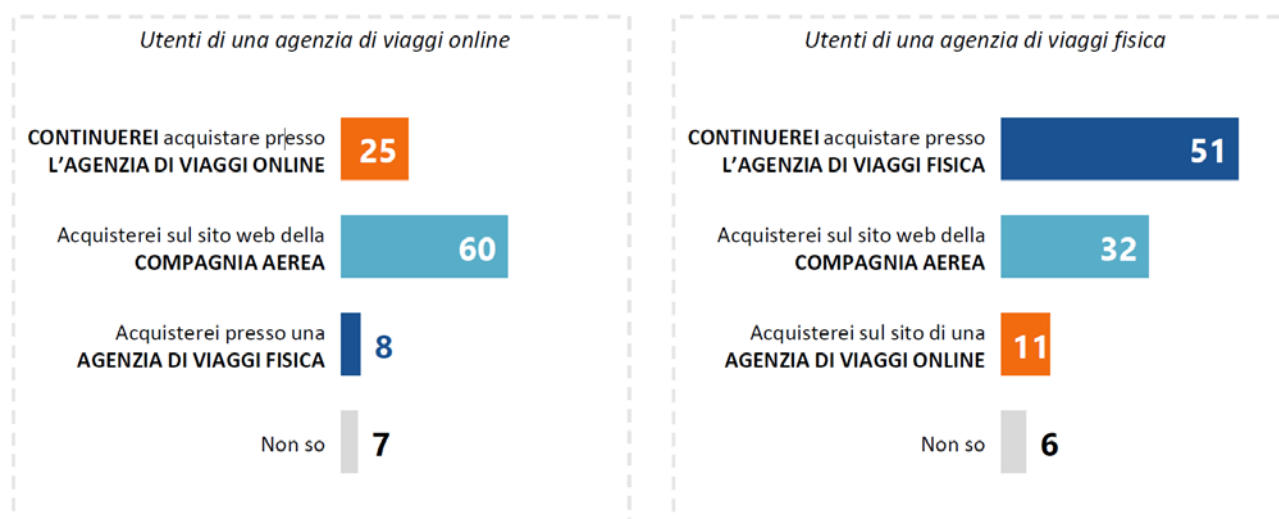 Utenti di una agenzia di viaggi online
CONTINUEREI acquistare presso
L'AGENZIA DI VIAGGI ONLINE
25
Acquisterei sul sito web della
COMPAGNIA AEREA
60
Acquisterei presso una
AGENZIA DI VIAGGI FISICA
8
Non so
7
Utenti di una agenzia di viaggi fisica
CONTINUEREI acquistare presso
L'AGENZIA DI VIAGGI FISICA
51
Acquisterei sul sito web della
COMPAGNIA AEREA
32
Acquisterei sul sito di una
AGENZIA DI VIAGGI ONLINE
11
Non so
6